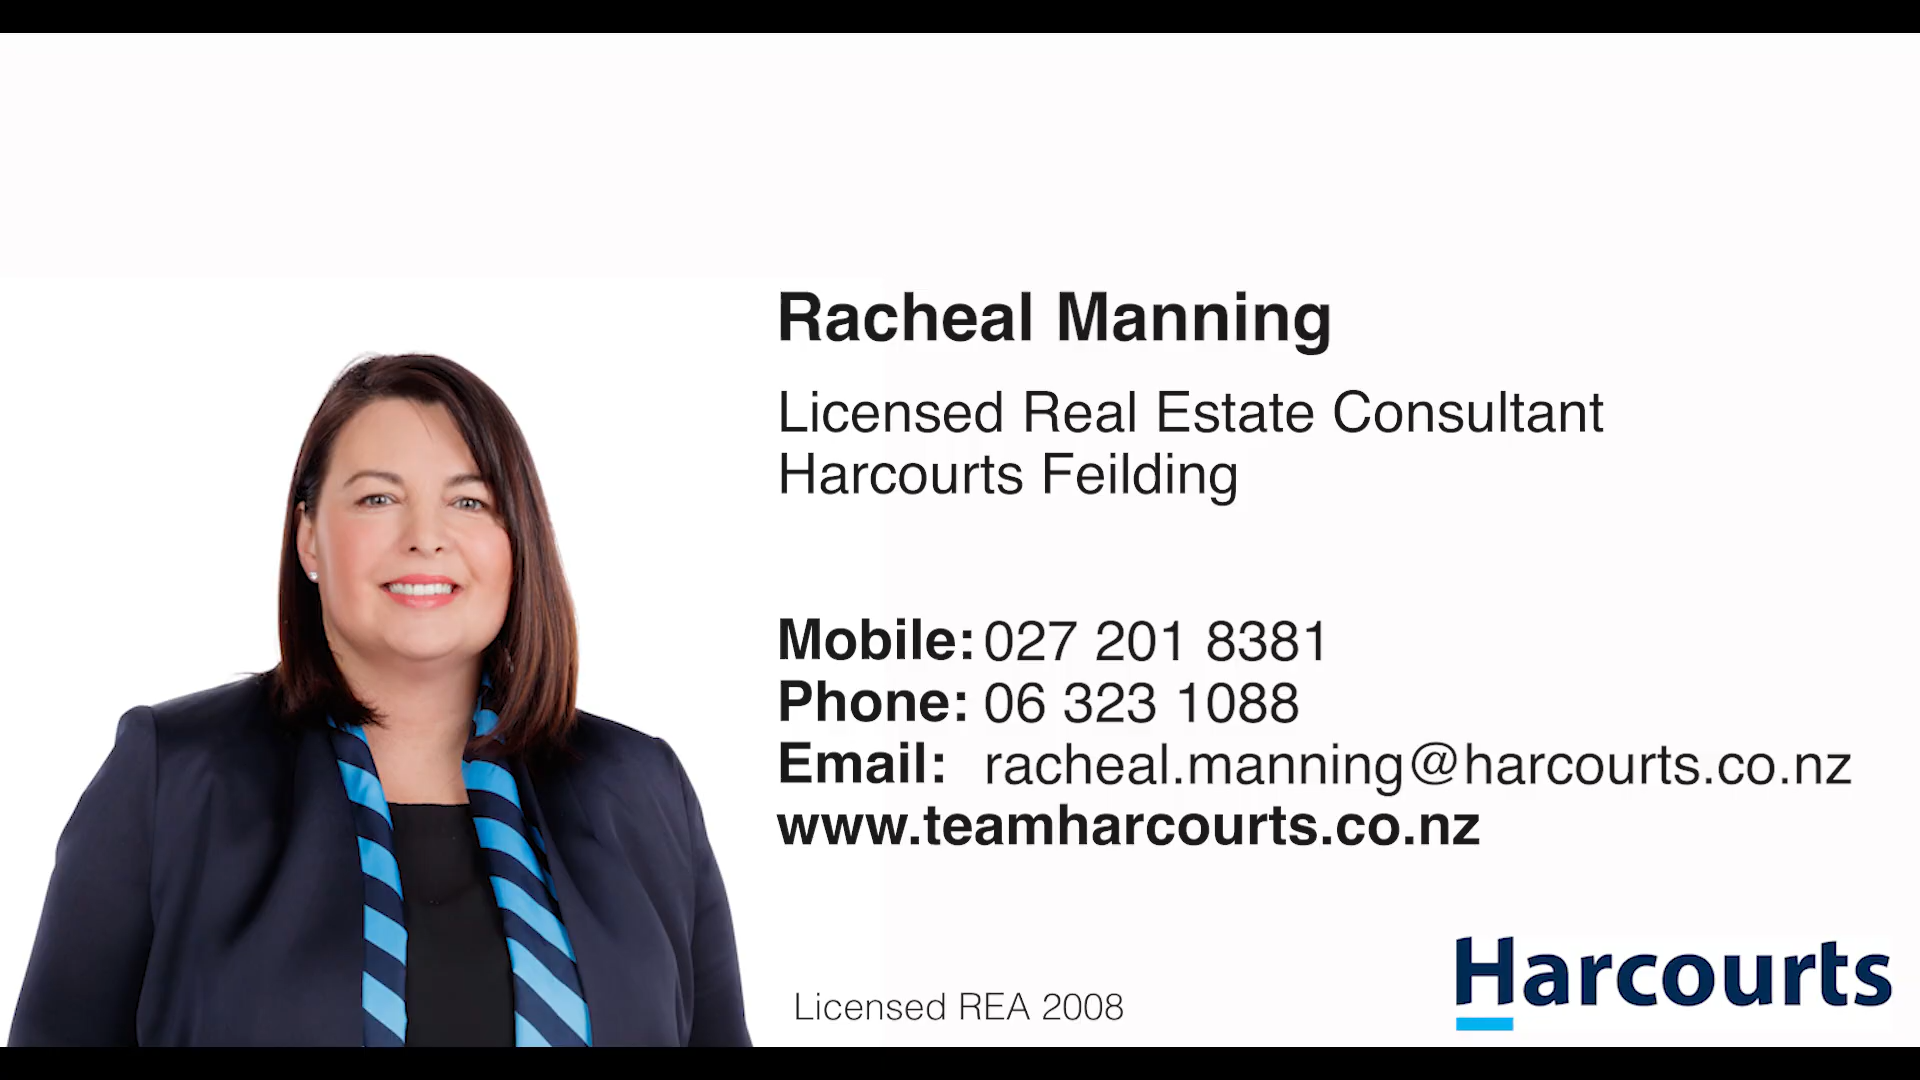 Racheal Manning
Licensed Real Estate Consultant
Harcourts Feilding
Mobile: 027 201 8381
Phone: 06 323 1088
Email: racheal.manning@harcourts.co.nz
www.teamharcourts.co.nz
Licensed REA 2008
Harcourts